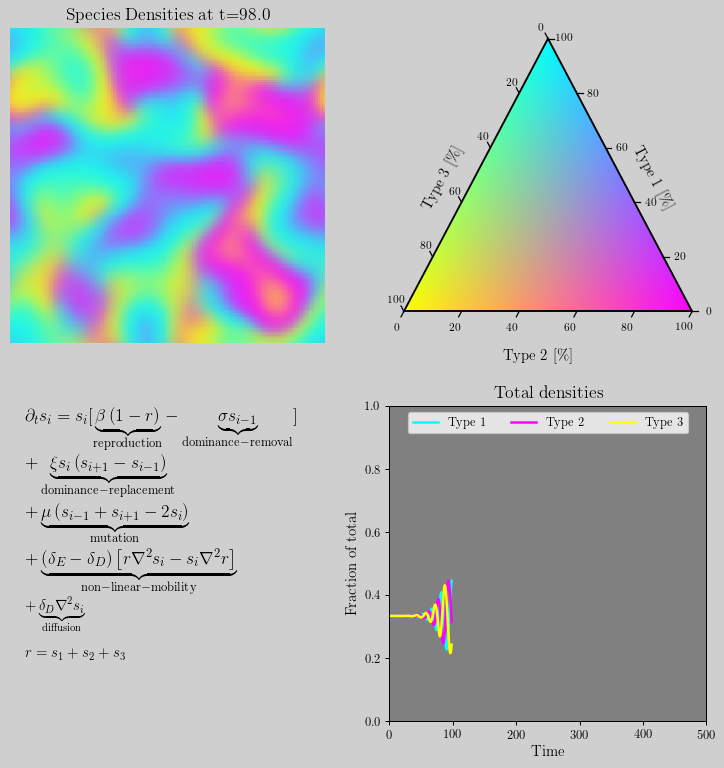 Species Densities at t=98.0
0
100
20
80
40
60
Type 3 [%]
Type 1 [%]
60
40
80
20
100
0
0
20
40
60
80
100
Type 2 [%]
∂ₜsᵢ = sᵢ[β(1 − r) − σsᵢ₋₁]
reproduction dominance−removal
+ ξsᵢ(sᵢ₊₁ − sᵢ₋₁)
dominance−replacement
+ μ(sᵢ₋₁ + sᵢ₊₁ − 2sᵢ)
mutation
+ (δ_E − δ_D)[r∇²sᵢ − sᵢ∇²r]
non−linear−mobility
+ δ_D∇²sᵢ
diffusion
r = s₁ + s₂ + s₃
Total densities
Type 1 Type 2 Type 3
1.0
0.8
0.6
0.4
0.2
0.0
Fraction of total
0 100 200 300 400 500
Time